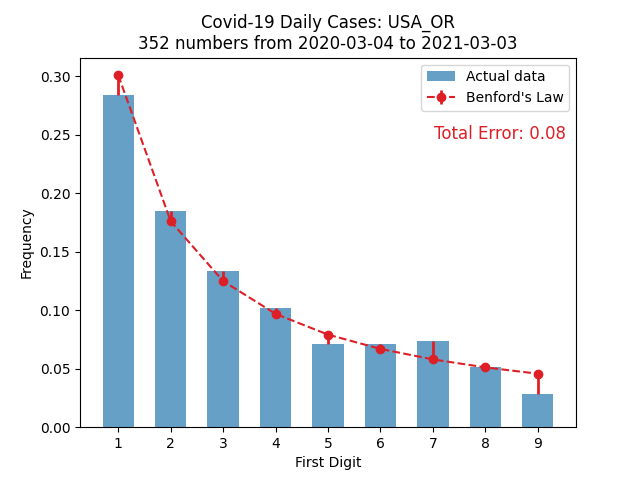 Covid-19 Daily Cases: USA_OR
352 numbers from 2020-03-04 to 2021-03-03
Actual data
Benford's Law
Total Error: 0.08
Frequency
0.30
0.25
0.20
0.15
0.10
0.05
0.00
1 2 3 4 5 6 7 8 9
First Digit